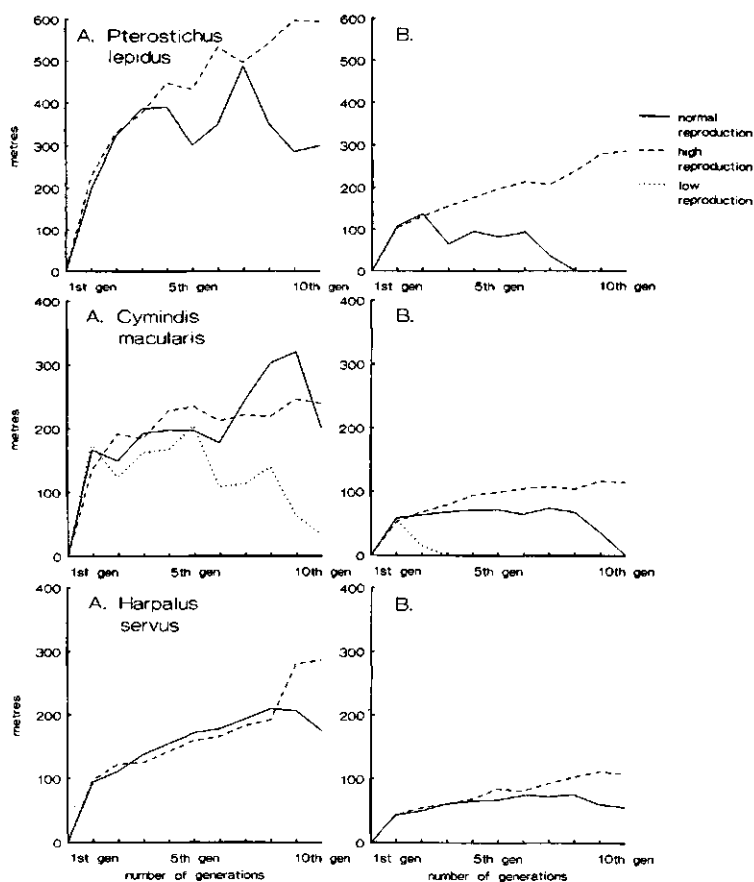 600
500
400
300
200
100
0
metres
A. Pterostichus
lepidus
1st gen
5th gen
10th gen
600
500
400
300
200
100
0
B.
1st gen
5th gen
10th gen
normal
reproduction
high
reproduction
low
reproduction
400
300
200
100
0
metres
A. Cymindis
macularis
1st gen
5th gen
10th gen
400
300
200
100
0
B.
1st gen
5th gen
10th gen
400
300
200
100
0
metres
A. Harpalus
servus
1st gen
5th gen
10th gen
number of generations
400
300
200
100
0
B.
1st gen
5th gen
10th gen
number of generations